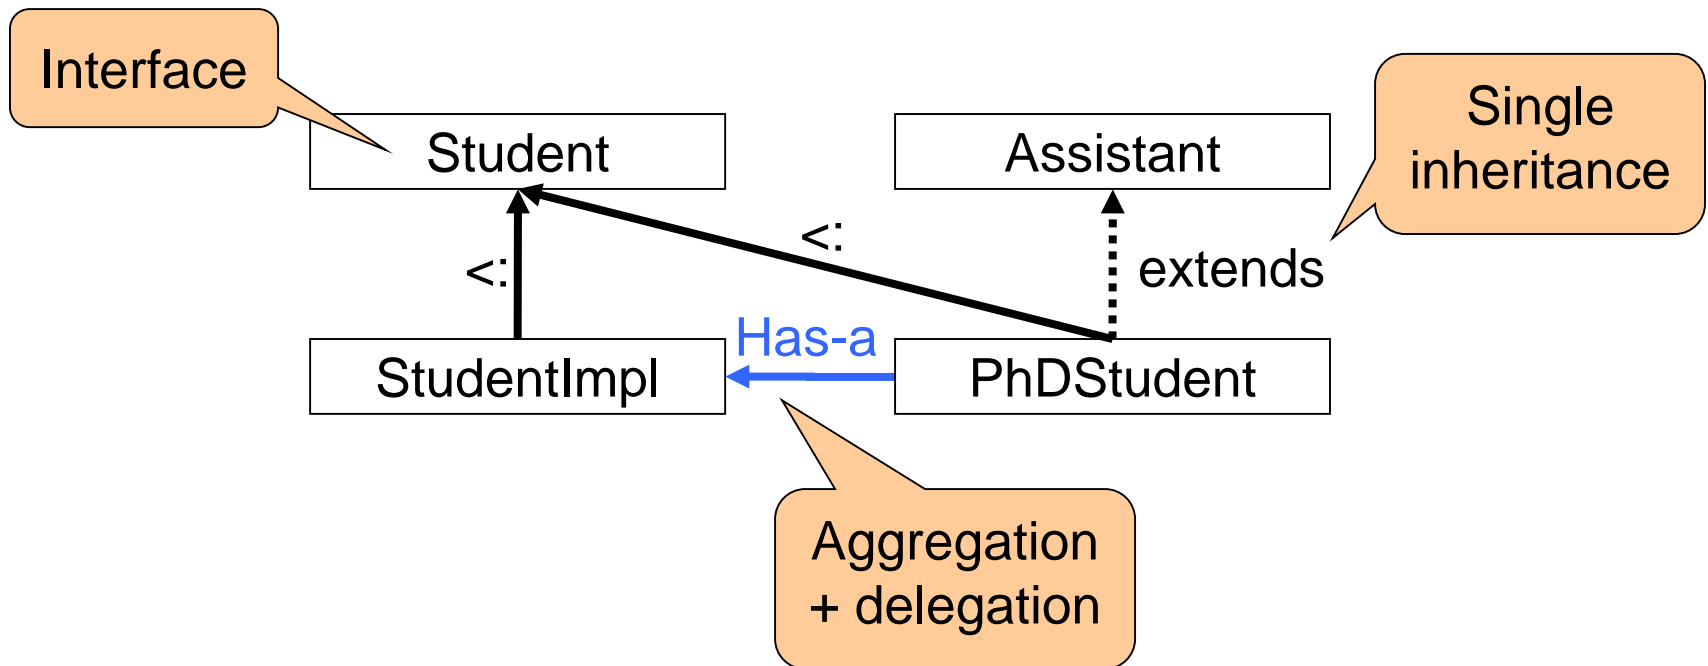 Interface
Student
Assistant
Single
inheritance
<:
<:
extends
Has-a
StudentImpl
PhDStudent
Aggregation
+ delegation